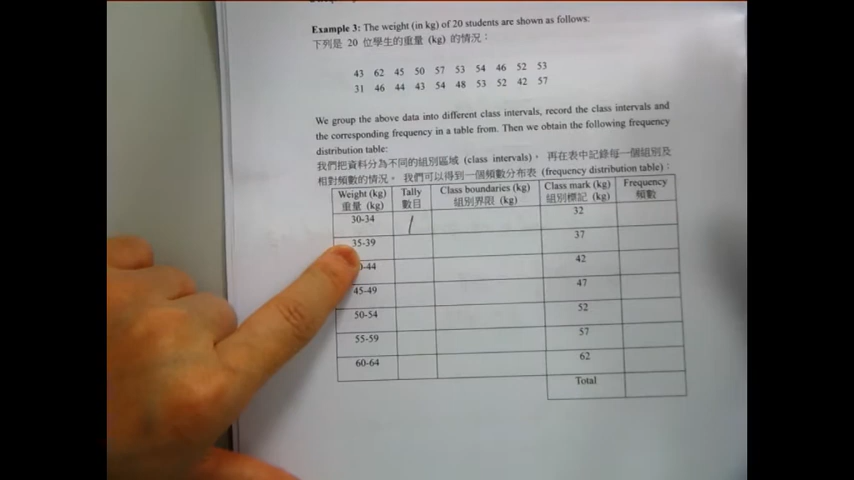 Example 3: The weight (in kg) of 20 students are shown as follows:
下列是 20 位學生的重量 (kg) 的情況：
43 62 45 50 57 53 54 46 52 53
31 46 44 43 54 48 53 52 42 57
We group the above data into different class intervals, record the class intervals and
the corresponding frequency in a table from. Then we obtain the following frequency
distribution table:
我們把資料分為不同的組別區域 (class intervals)， 再在表中記錄每一個組別及
相對頻數的情況。 我們可以得到一個頻數分布表 (frequency distribution table)：
Weight (kg) Tally Class boundaries (kg) Class mark (kg) Frequency
重量 (kg) 數目 組別界限 (kg) 組別標記 (kg) 頻數
30-34 / 32
35-39 37
-44 42
45-49 47
50-54 52
55-59 57
60-64 62
Total